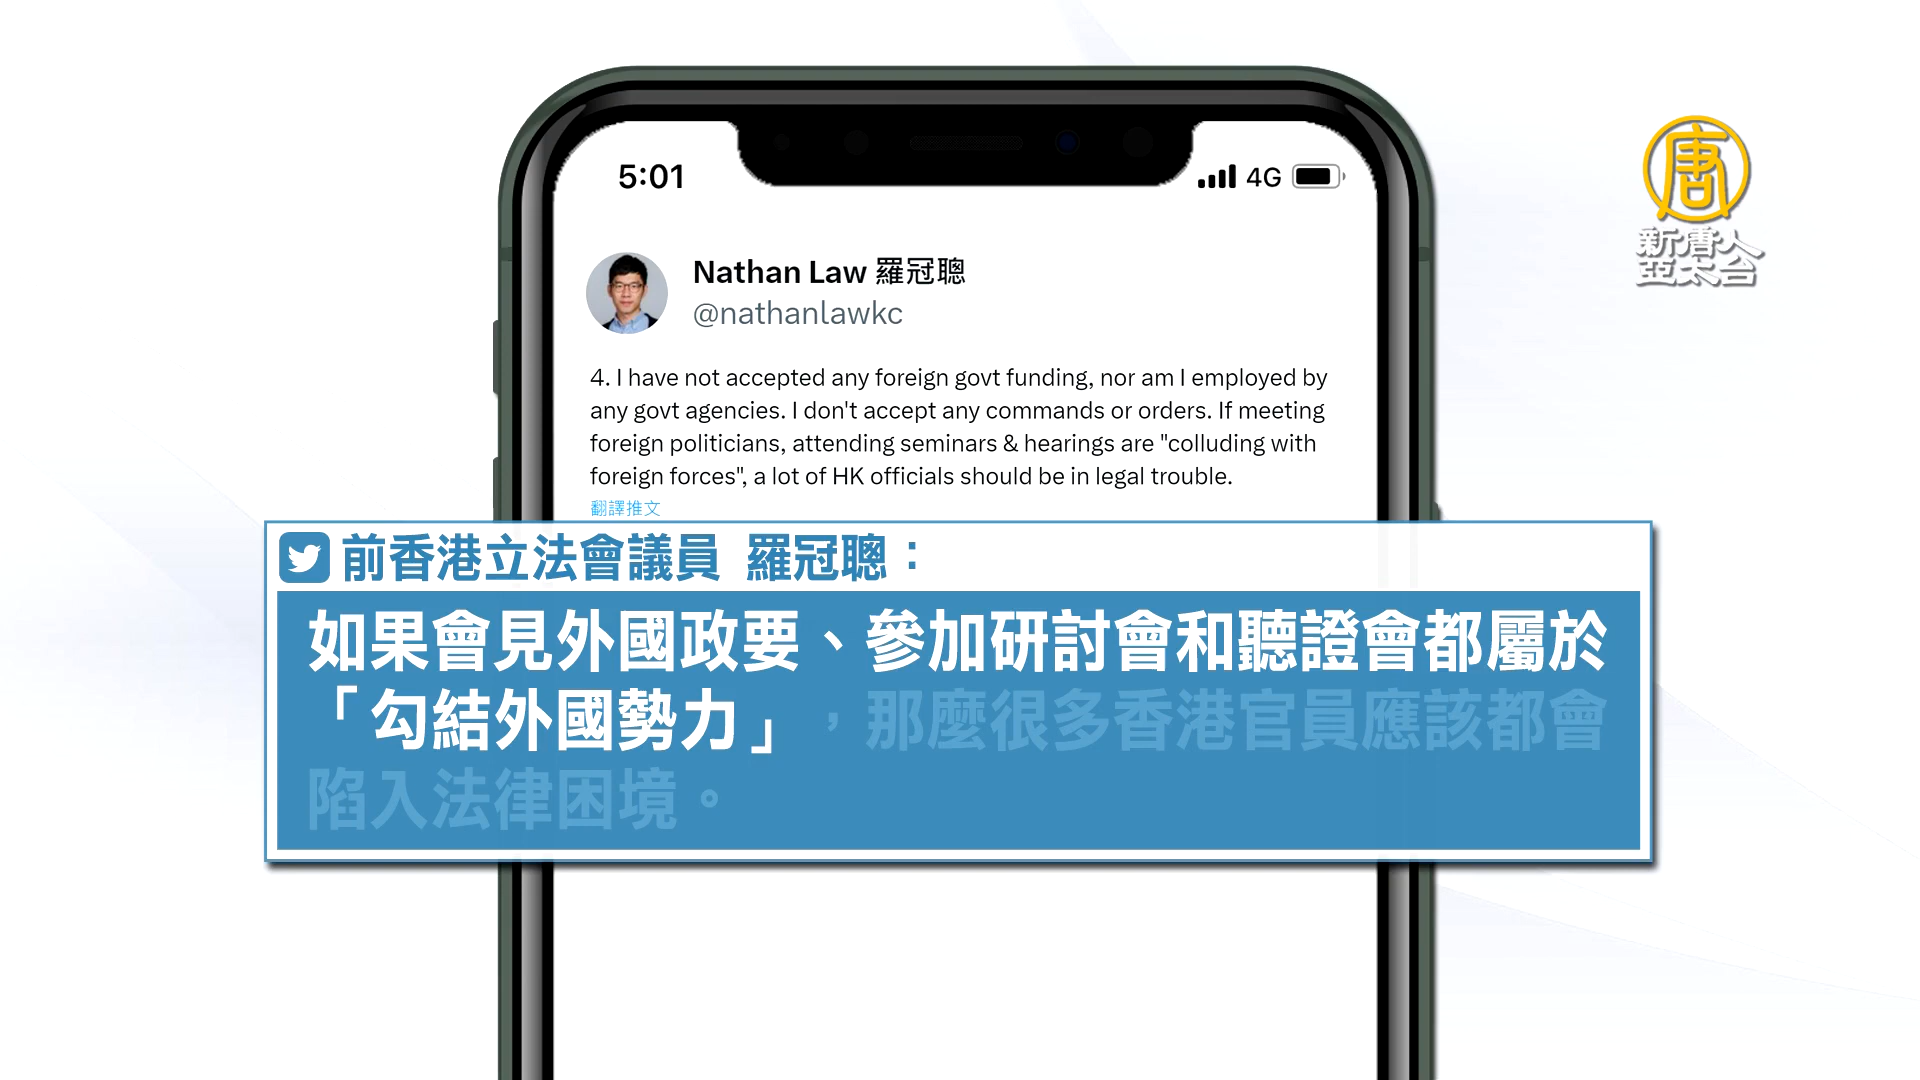 5:01
4G
唐
新唐人
亞太台
Nathan Law 羅冠聰
@nathanlawkc
4. I have not accepted any foreign govt funding, nor am I employed by
any govt agencies. I don't accept any commands or orders. If meeting
foreign politicians, attending seminars & hearings are "colluding with
foreign forces", a lot of HK officials should be in legal trouble.
翻譯推文
前香港立法會議員 羅冠聰：
如果會見外國政要、參加研討會和聽證會都屬於
「勾結外國勢力」，那麼很多香港官員應該都會
陷入法律困境。